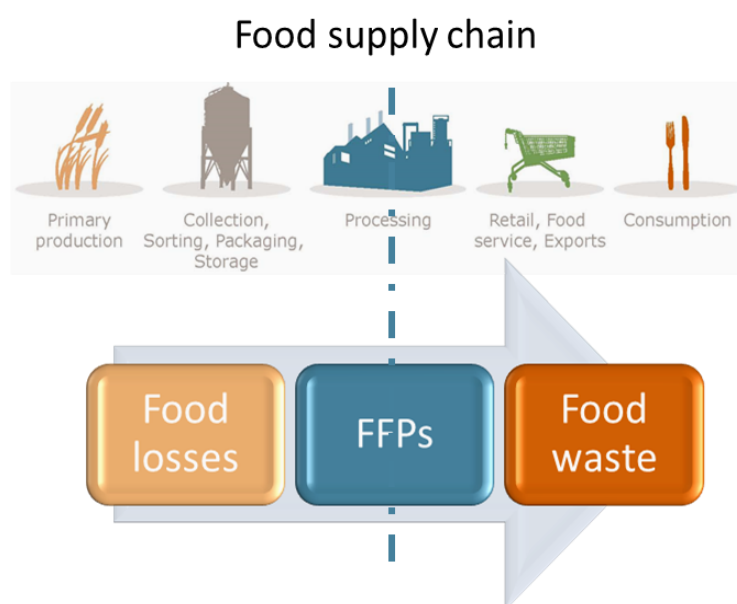 Food supply chain
Primary
production
Collection,
Sorting, Packaging,
Storage
Processing
Retail, Food
service, Exports
Consumption
Food
losses
FFPs
Food
waste